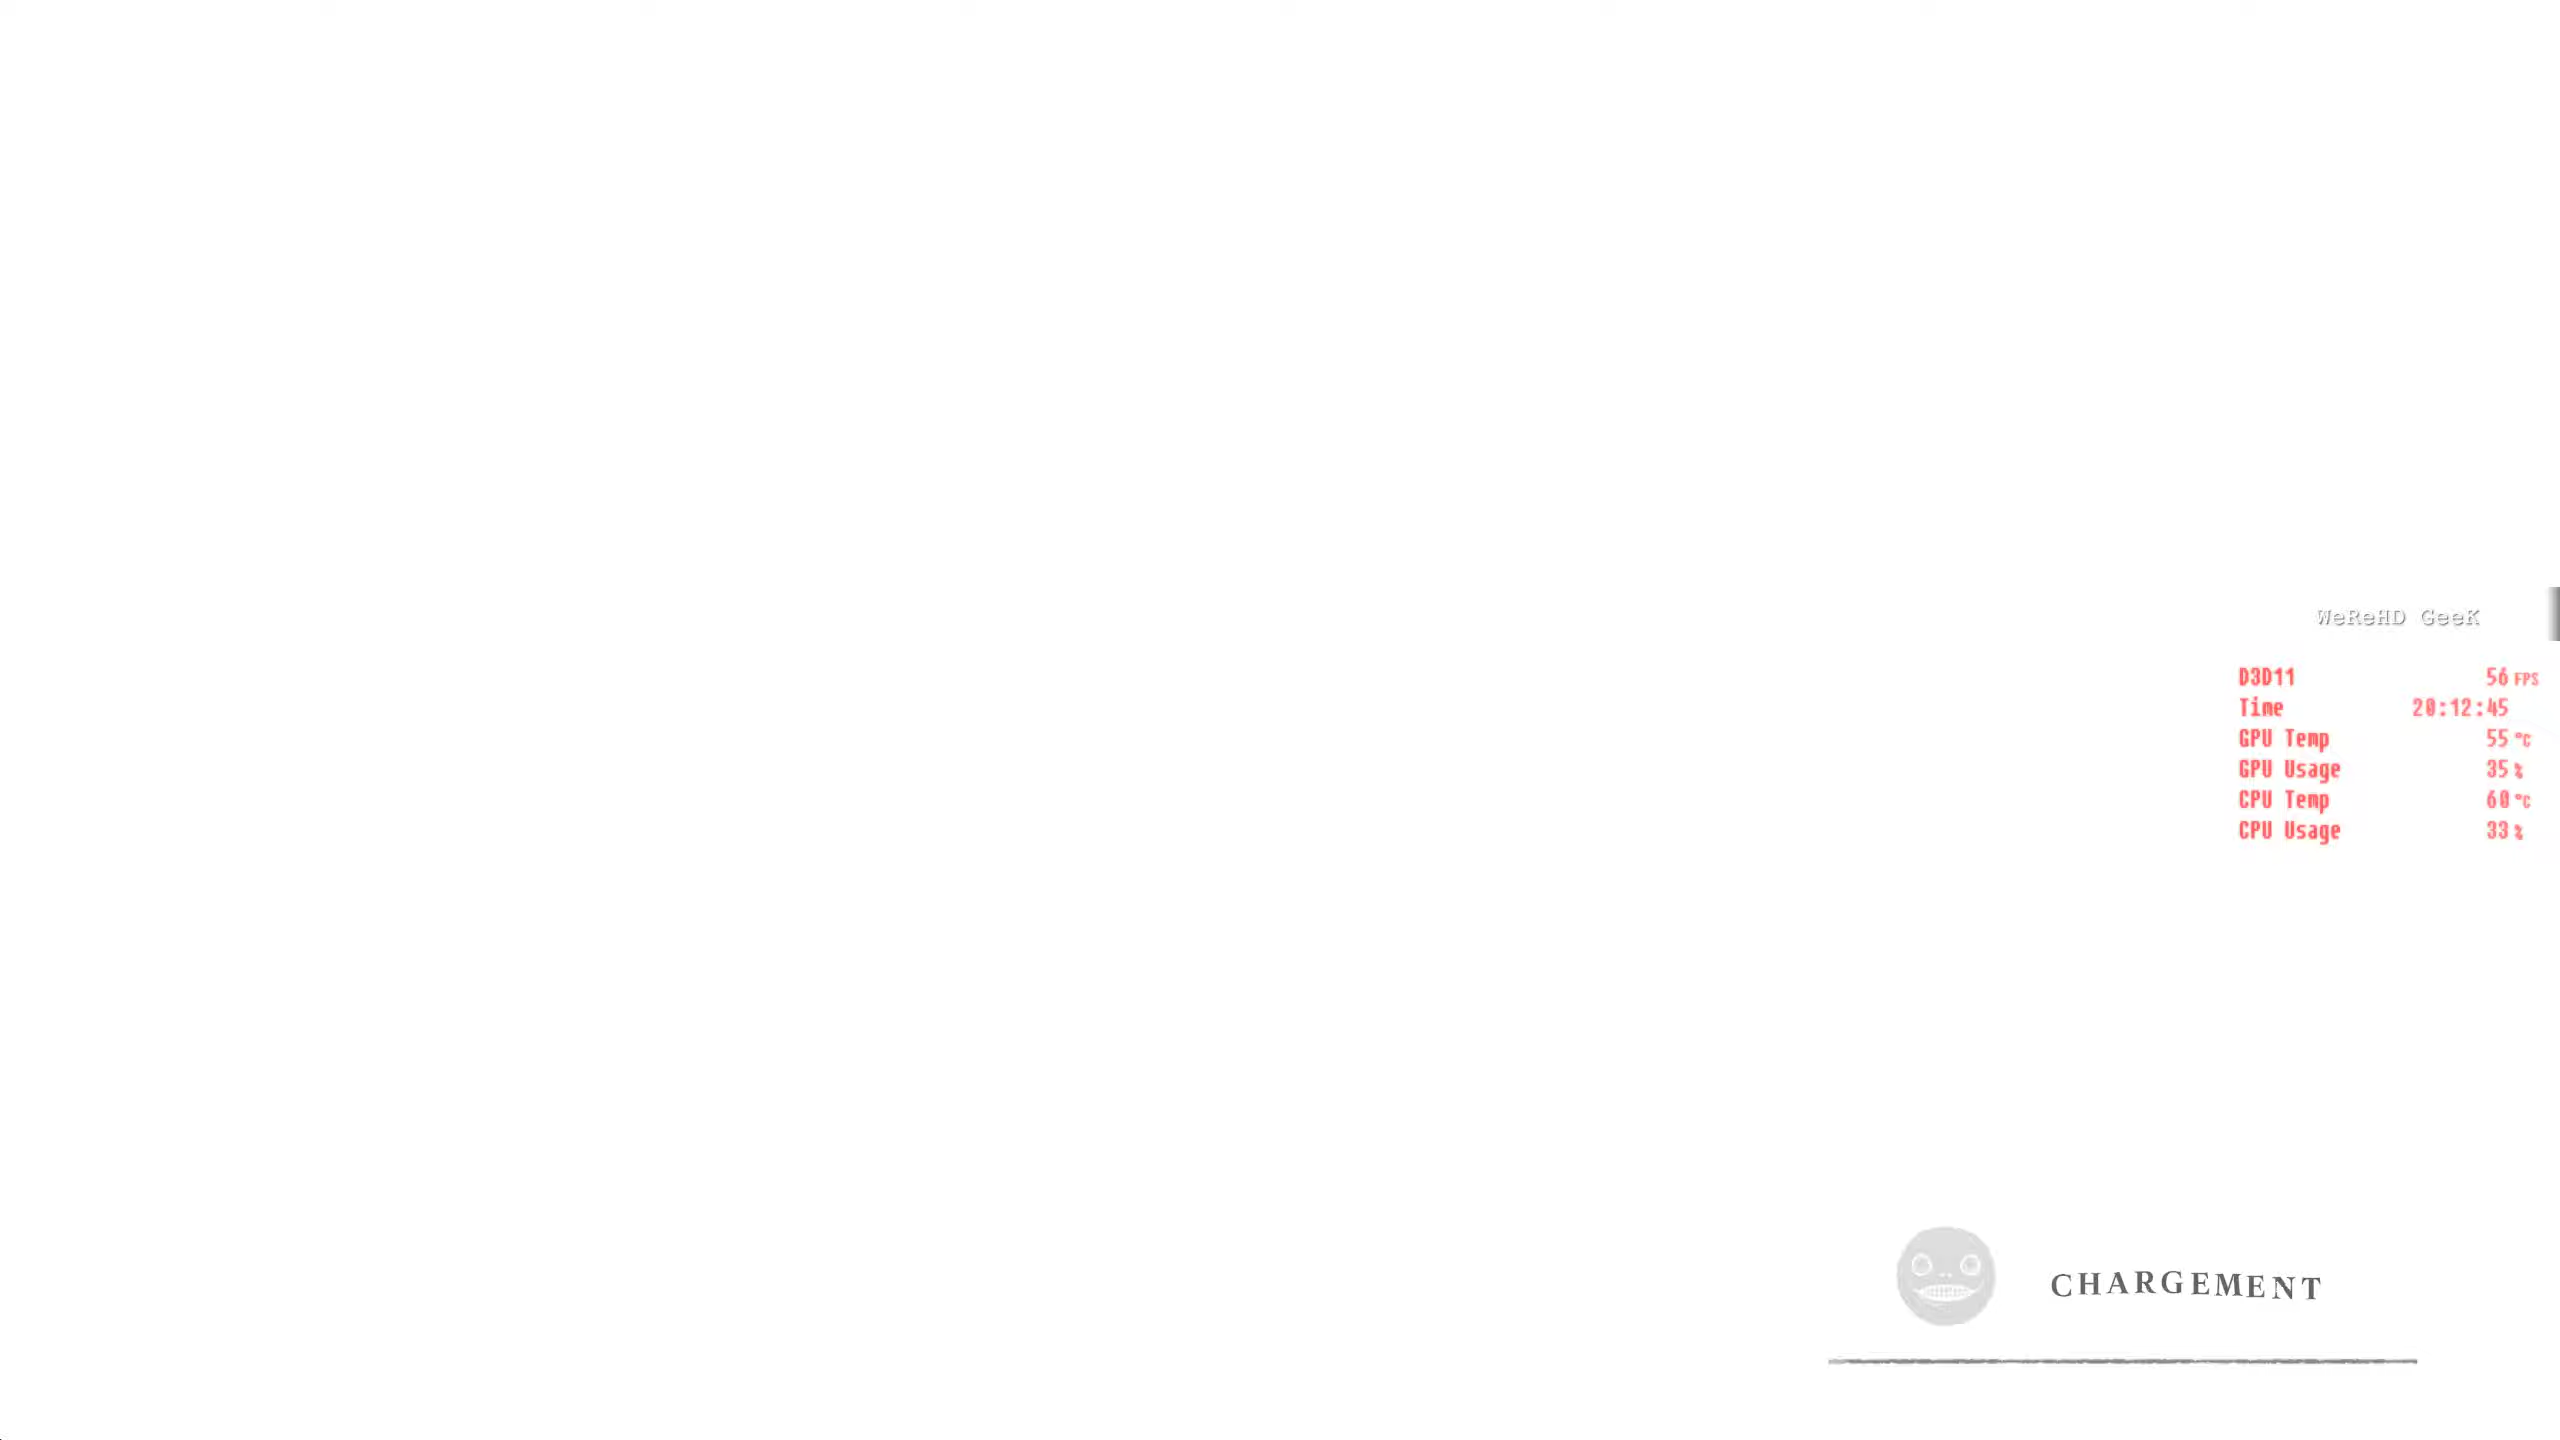 WeReHD GeeK
D3D11 56 FPS
Time 20:12:45
GPU Temp 55 °C
GPU Usage 35 %
CPU Temp 60 °C
CPU Usage 33 %
CHARGEMENT